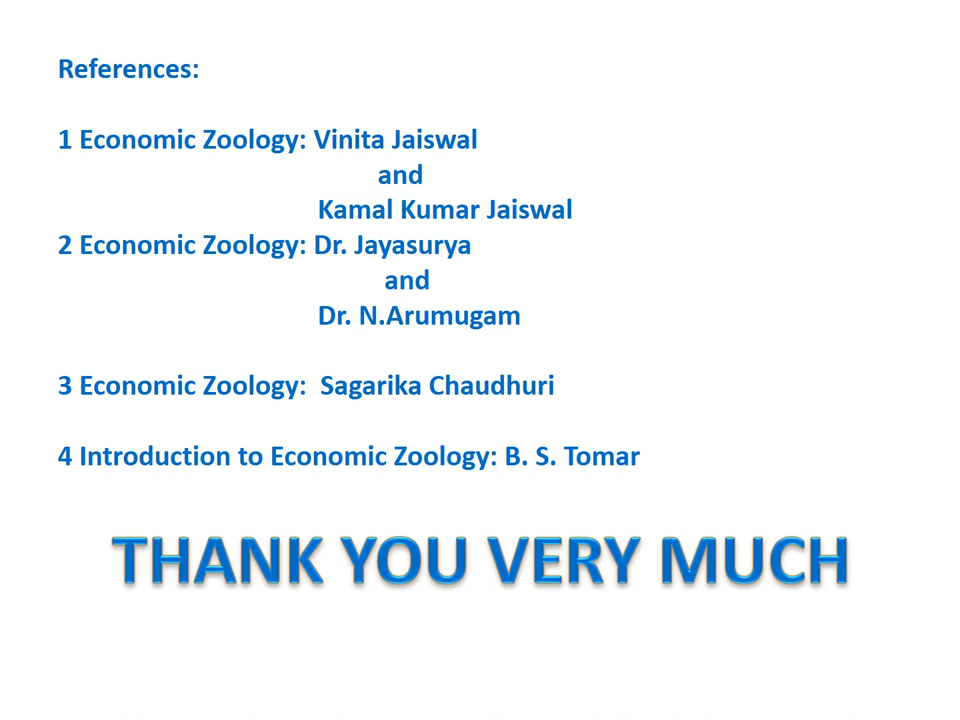 References:
1 Economic Zoology: Vinita Jaiswal
and
Kamal Kumar Jaiswal
2 Economic Zoology: Dr. Jayasurya
and
Dr. N.Arumugam
3 Economic Zoology:  Sagarika Chaudhuri
4 Introduction to Economic Zoology: B. S. Tomar
THANK YOU VERY MUCH